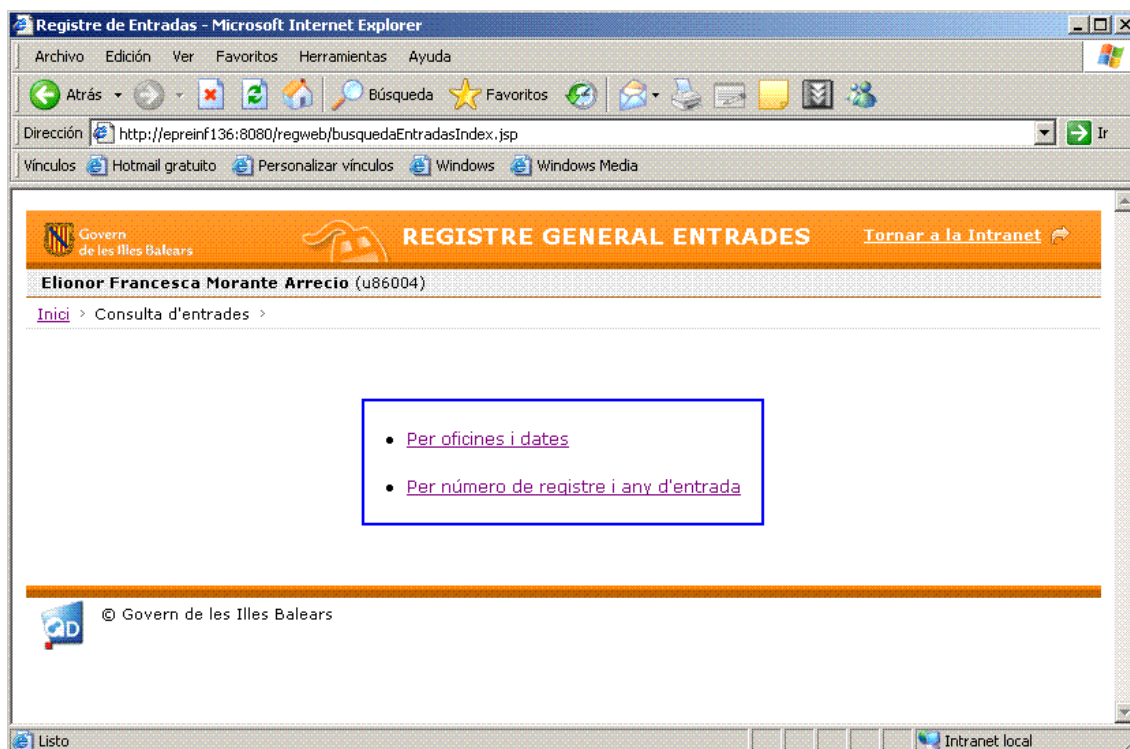 Registre de Entradas - Microsoft Internet Explorer
Archivo Edición Ver Favoritos Herramientas Ayuda
Atrás Búsqueda Favoritos
Dirección http://epreinf136:8080/regweb/busquedaEntradasIndex.jsp Ir
Vínculos Hotmail gratuito Personalizar vínculos Windows Windows Media
Govern
de les Illes Balears
REGISTRE GENERAL ENTRADES Tornar a la Intranet
Elionor Francesca Morante Arrecio (u86004)
Inici > Consulta d'entrades >
• Per oficines i dates
• Per número de registre i any d'entrada
© Govern de les Illes Balears
Listo Intranet local